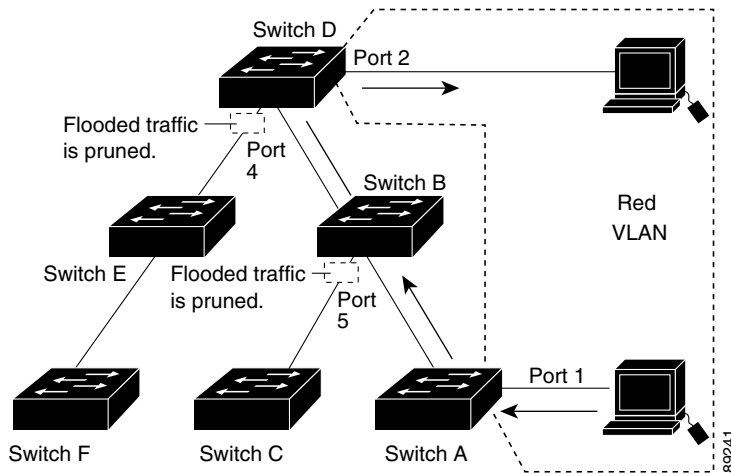 Switch D
Port 2
Flooded traffic
is pruned.
Port
4
Switch B
Red
VLAN
Switch E
Flooded traffic
is pruned.
Port
5
Port 1
Switch F
Switch C
Switch A
89241